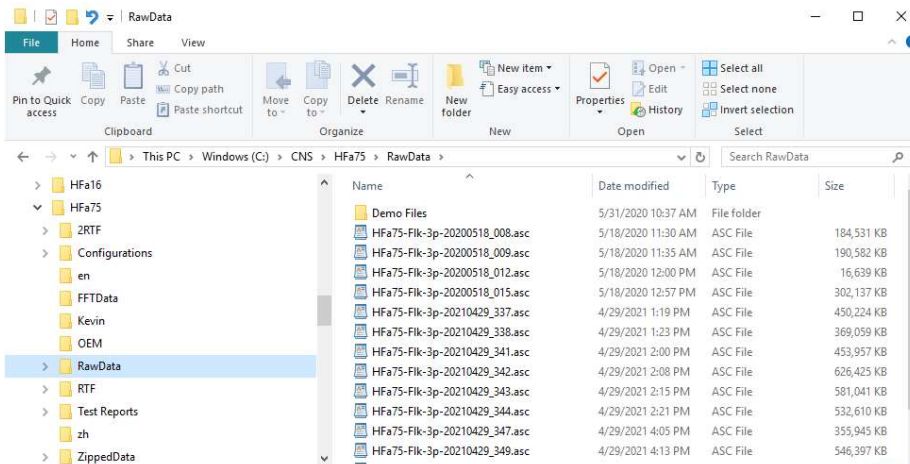 RawData
File Home Share View
Pin to Quick access
Copy
Paste
Cut
Copy path
Paste shortcut
Clipboard
Move to
Copy to
Delete
Rename
Organize
New folder
New item
Easy access
New
Properties
Open
Edit
History
Open
Select all
Select none
Invert selection
Select
This PC > Windows (C:) > CNS > HFa75 > RawData >
Search RawData
HFa16
HFa75
2RTF
Configurations
en
FFTData
Kevin
OEM
RawData
RTF
Test Reports
zh
ZippedData
Name Date modified Type Size
Demo Files 5/31/2020 10:37 AM File folder
HFa75-Flk-3p-20200518_008.asc 5/18/2020 11:30 AM ASC File 184,531 KB
HFa75-Flk-3p-20200518_009.asc 5/18/2020 11:35 AM ASC File 190,582 KB
HFa75-Flk-3p-20200518_012.asc 5/18/2020 12:00 PM ASC File 16,639 KB
HFa75-Flk-3p-20200518_015.asc 5/18/2020 12:57 PM ASC File 302,137 KB
HFa75-Flk-3p-20210429_337.asc 4/29/2021 1:19 PM ASC File 450,224 KB
HFa75-Flk-3p-20210429_338.asc 4/29/2021 1:23 PM ASC File 369,059 KB
HFa75-Flk-3p-20210429_341.asc 4/29/2021 2:00 PM ASC File 453,957 KB
HFa75-Flk-3p-20210429_342.asc 4/29/2021 2:08 PM ASC File 626,425 KB
HFa75-Flk-3p-20210429_343.asc 4/29/2021 2:15 PM ASC File 581,041 KB
HFa75-Flk-3p-20210429_344.asc 4/29/2021 2:21 PM ASC File 532,610 KB
HFa75-Flk-3p-20210429_347.asc 4/29/2021 4:05 PM ASC File 355,945 KB
HFa75-Flk-3p-20210429_349.asc 4/29/2021 4:13 PM ASC File 546,397 KB